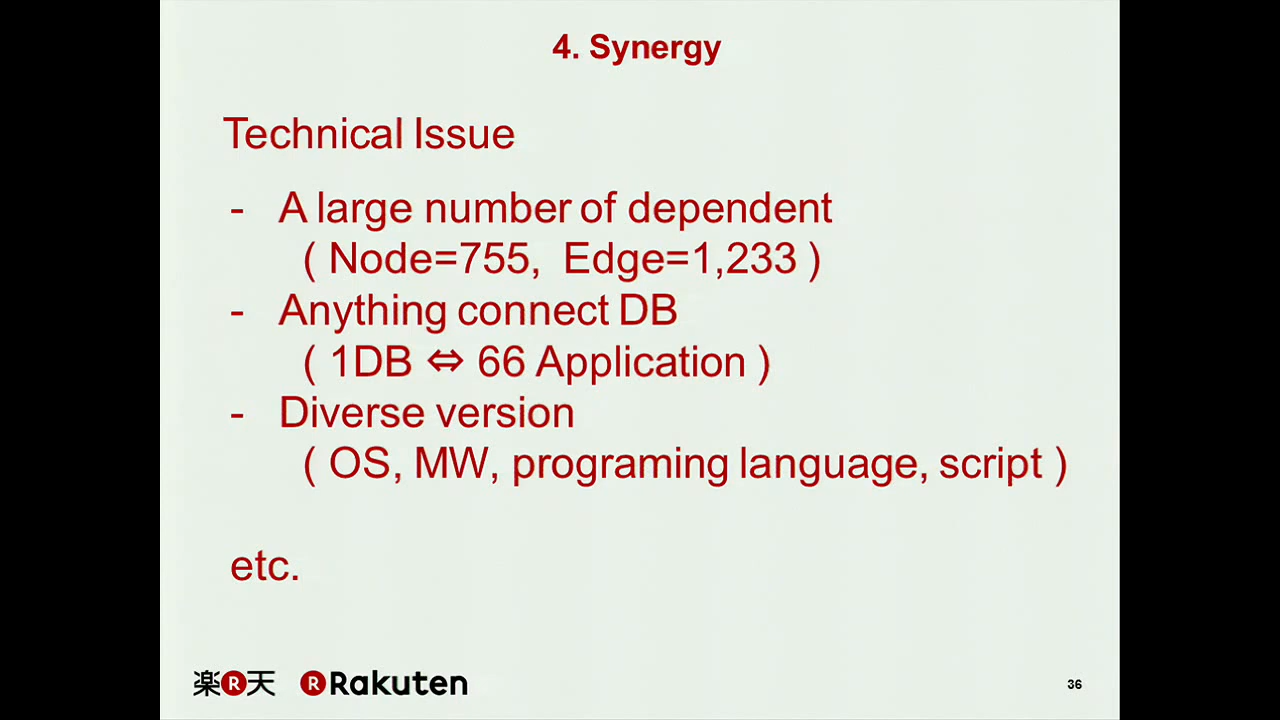 4. Synergy
Technical Issue
- A large number of dependent
( Node=755, Edge=1,233 )
- Anything connect DB
( 1DB ⇔ 66 Application )
- Diverse version
( OS, MW, programing language, script )
etc.
楽R天 R Rakuten
36